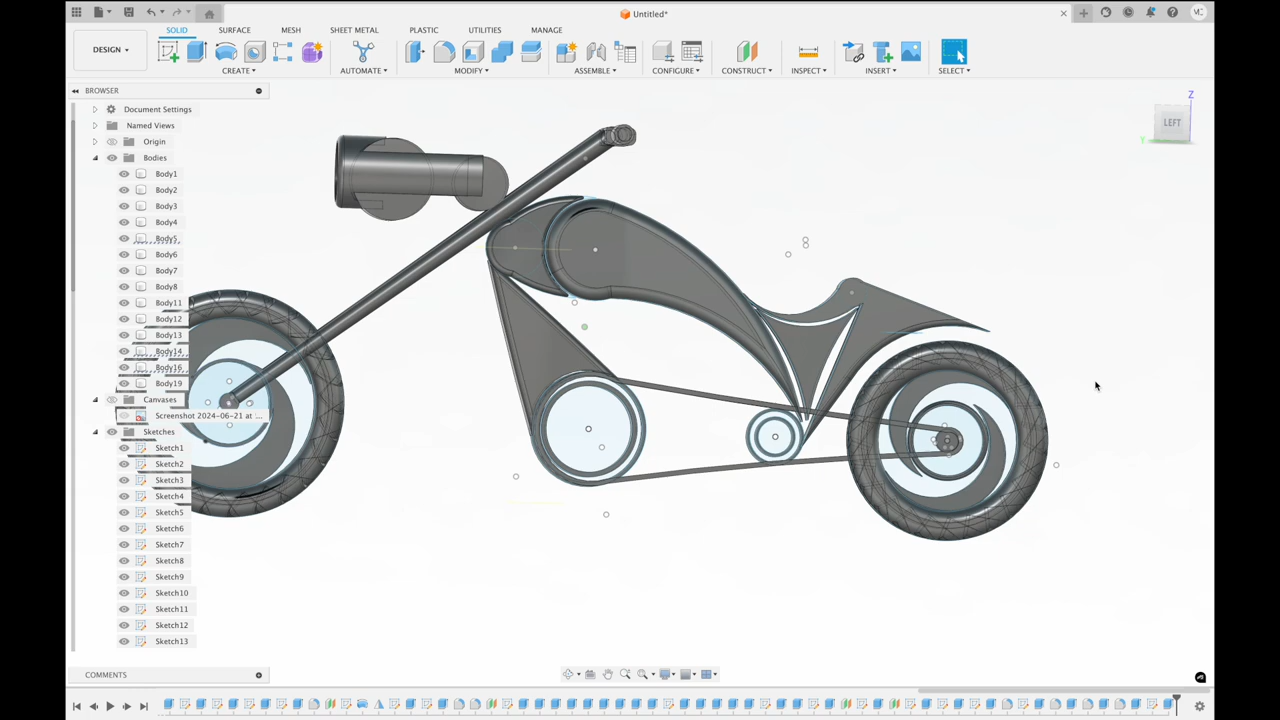 Untitled*
MC
SOLID SURFACE MESH SHEET METAL PLASTIC UTILITIES MANAGE
DESIGN
CREATE AUTOMATE MODIFY ASSEMBLE CONFIGURE CONSTRUCT INSPECT INSERT SELECT
BROWSER
Document Settings
Named Views
Origin
Bodies
Body1
Body2
Body3
Body4
Body5
Body6
Body7
Body8
Body11
Body12
Body13
Body14
Body16
Body19
Canvases
Screenshot 2024-06-21 at '...
Sketches
Sketch1
Sketch2
Sketch3
Sketch4
Sketch5
Sketch6
Sketch7
Sketch8
Sketch9
Sketch10
Sketch11
Sketch12
Sketch13
Z
LEFT
Y
COMMENTS